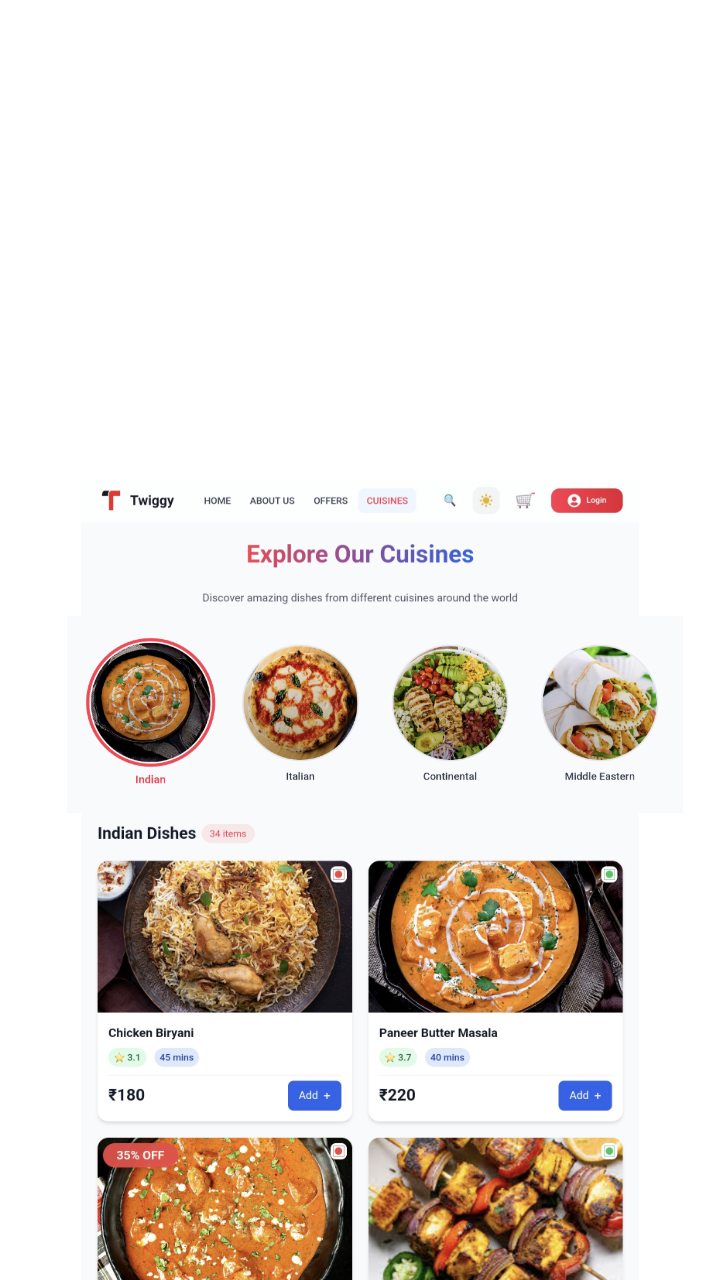 Twiggy HOME ABOUT US OFFERS CUISINES Login
Explore Our Cuisines
Discover amazing dishes from different cuisines around the world
Indian Italian Continental Middle Eastern
Indian Dishes 34 items
Chicken Biryani
3.1 45 mins
₹180 Add +
Paneer Butter Masala
3.7 40 mins
₹220 Add +
35% OFF